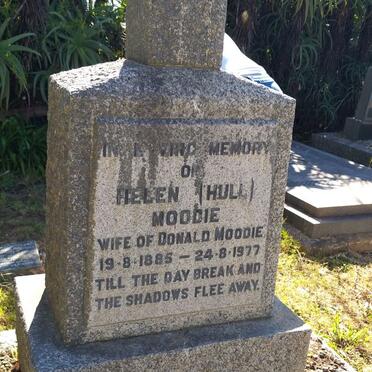 IN LOVING MEMORY
OF
HELEN (HULL)
MOODIE
WIFE OF DONALD MOODIE
19·8·1885 – 24·8·1977
TILL THE DAY BREAK AND
THE SHADOWS FLEE AWAY.